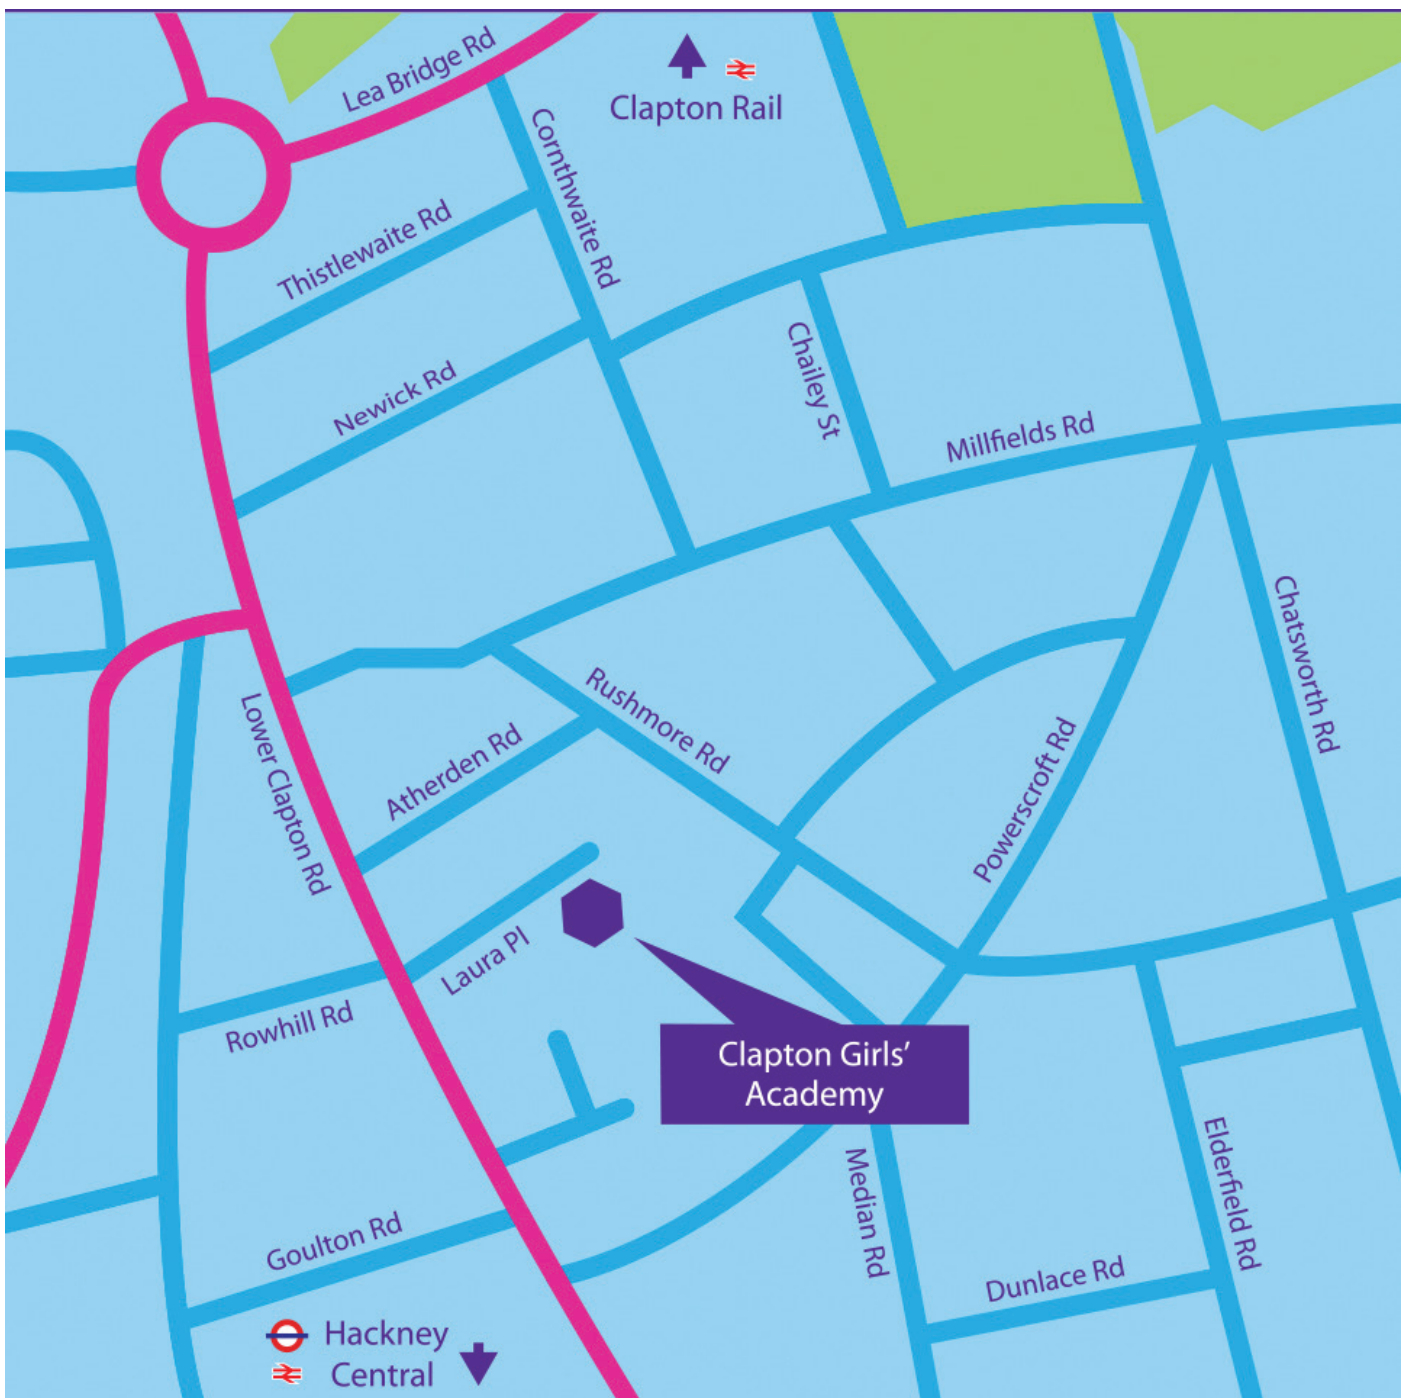 Lea Bridge Rd
Clapton Rail
Cornthwaite Rd
Thistlewaite Rd
Newick Rd
Chailey St
Millfields Rd
Chatsworth Rd
Rushmore Rd
Lower Clapton Rd
Atherden Rd
Powerscroft Rd
Laura Pl
Rowhill Rd
Clapton Girls’
Academy
Median Rd
Elderfield Rd
Goulton Rd
Dunlace Rd
Hackney
Central